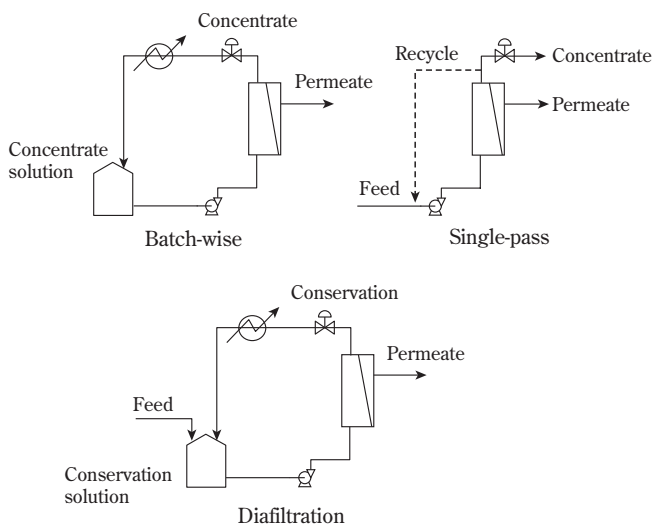 Concentrate
Permeate
Concentrate
solution
Batch-wise
Recycle
Concentrate
Permeate
Feed
Single-pass
Conservation
Permeate
Feed
Conservation
solution
Diafiltration